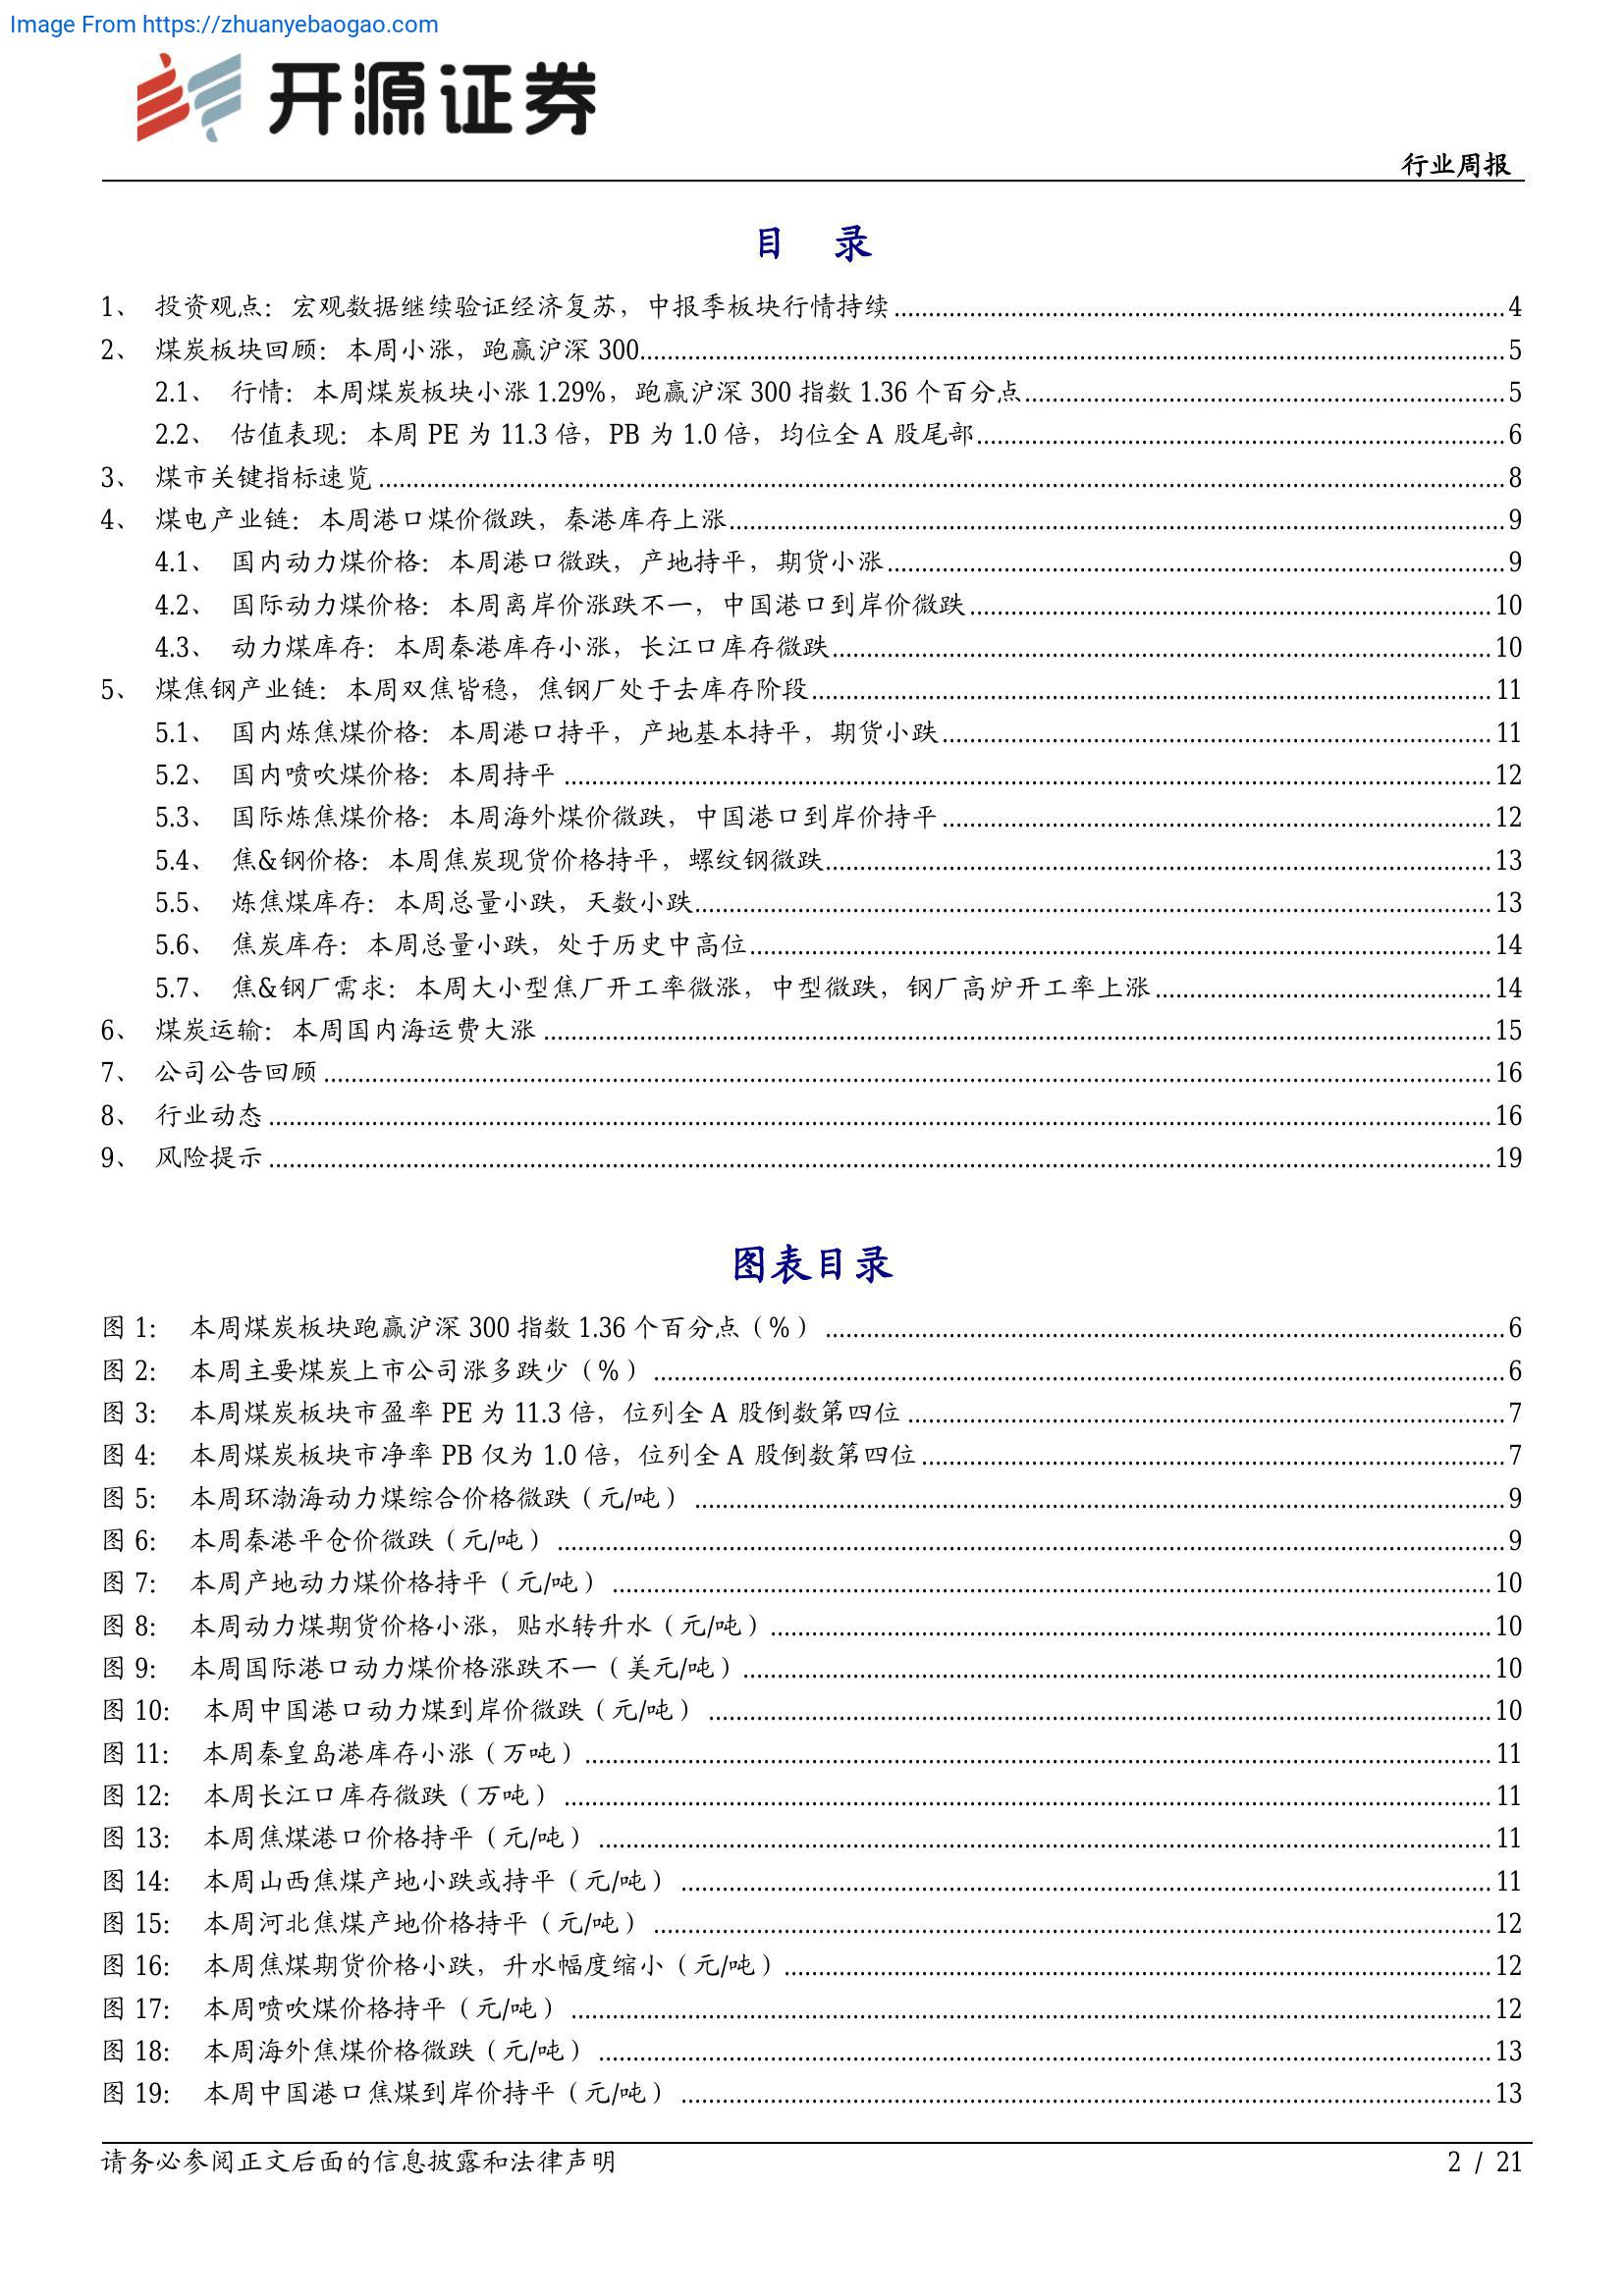 Image From https://zhuanyebaogao.com
开源证券
行业周报
目 录
1、 投资观点：宏观数据继续验证经济复苏，中报季板块行情持续 4
2、 煤炭板块回顾：本周小涨，跑赢沪深 300 5
2.1、 行情：本周煤炭板块小涨 1.29%，跑赢沪深 300 指数 1.36 个百分点 5
2.2、 估值表现：本周 PE 为 11.3 倍，PB 为 1.0 倍，均位全 A 股尾部 6
3、 煤市关键指标速览 8
4、 煤电产业链：本周港口煤价微跌，秦港库存上涨 9
4.1、 国内动力煤价格：本周港口微跌，产地持平，期货小涨 9
4.2、 国际动力煤价格：本周离岸价涨跌不一，中国港口到岸价微跌 10
4.3、 动力煤库存：本周秦港库存小涨，长江口库存微跌 10
5、 煤焦钢产业链：本周双焦皆稳，焦钢厂处于去库存阶段 11
5.1、 国内炼焦煤价格：本周港口持平，产地基本持平，期货小跌 11
5.2、 国内喷吹煤价格：本周持平 12
5.3、 国际炼焦煤价格：本周海外煤价微跌，中国港口到岸价持平 12
5.4、 焦&钢价格：本周焦炭现货价格持平，螺纹钢微跌 13
5.5、 炼焦煤库存：本周总量小跌，天数小跌 13
5.6、 焦炭库存：本周总量小跌，处于历史中高位 14
5.7、 焦&钢厂需求：本周大小型焦厂开工率微涨，中型微跌，钢厂高炉开工率上涨 14
6、 煤炭运输：本周国内海运费大涨 15
7、 公司公告回顾 16
8、 行业动态 16
9、 风险提示 19
图表目录
图 1： 本周煤炭板块跑赢沪深 300 指数 1.36 个百分点（%） 6
图 2： 本周主要煤炭上市公司涨多跌少（%） 6
图 3： 本周煤炭板块市盈率 PE 为 11.3 倍，位列全 A 股倒数第四位 7
图 4： 本周煤炭板块市净率 PB 仅为 1.0 倍，位列全 A 股倒数第四位 7
图 5： 本周环渤海动力煤综合价格微跌（元/吨） 9
图 6： 本周秦港平仓价微跌（元/吨） 9
图 7： 本周产地动力煤价格持平（元/吨） 10
图 8： 本周动力煤期货价格小涨，贴水转升水（元/吨） 10
图 9： 本周国际港口动力煤价格涨跌不一（美元/吨） 10
图 10： 本周中国港口动力煤到岸价微跌（元/吨） 10
图 11： 本周秦皇岛港库存小涨（万吨） 11
图 12： 本周长江口库存微跌（万吨） 11
图 13： 本周焦煤港口价格持平（元/吨） 11
图 14： 本周山西焦煤产地小跌或持平（元/吨） 11
图 15： 本周河北焦煤产地价格持平（元/吨） 12
图 16： 本周焦煤期货价格小跌，升水幅度缩小（元/吨） 12
图 17： 本周喷吹煤价格持平（元/吨） 12
图 18： 本周海外焦煤价格微跌（元/吨） 13
图 19： 本周中国港口焦煤到岸价持平（元/吨） 13
请务必参阅正文后面的信息披露和法律声明 2 / 21